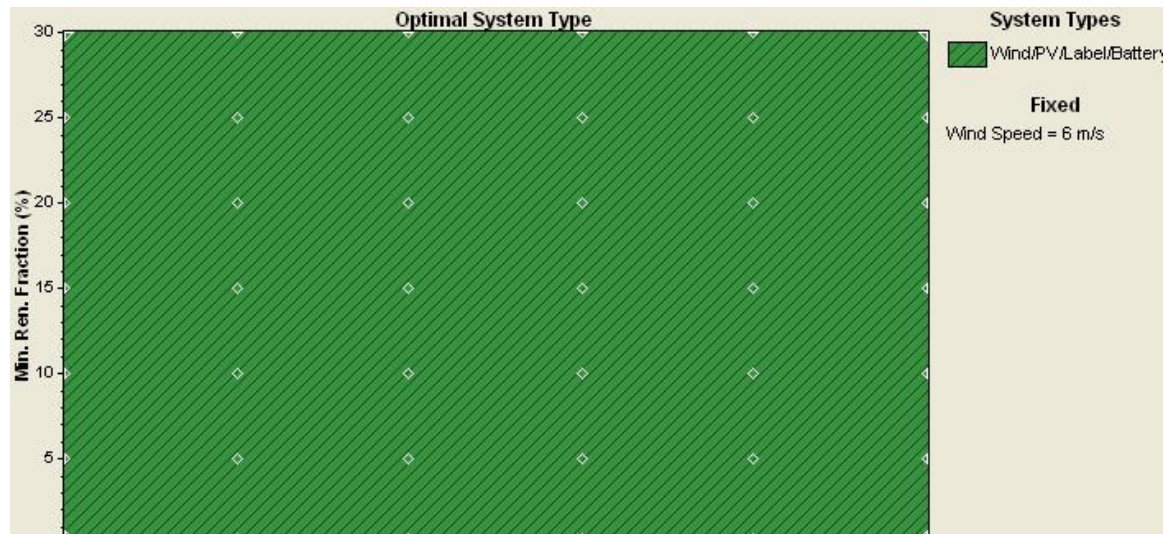 Optimal System Type
System Types
Wind/PV/Label/Battery
Fixed
Wind Speed = 6 m/s
Min. Ren. Fraction (%)
30
25
20
15
10
5